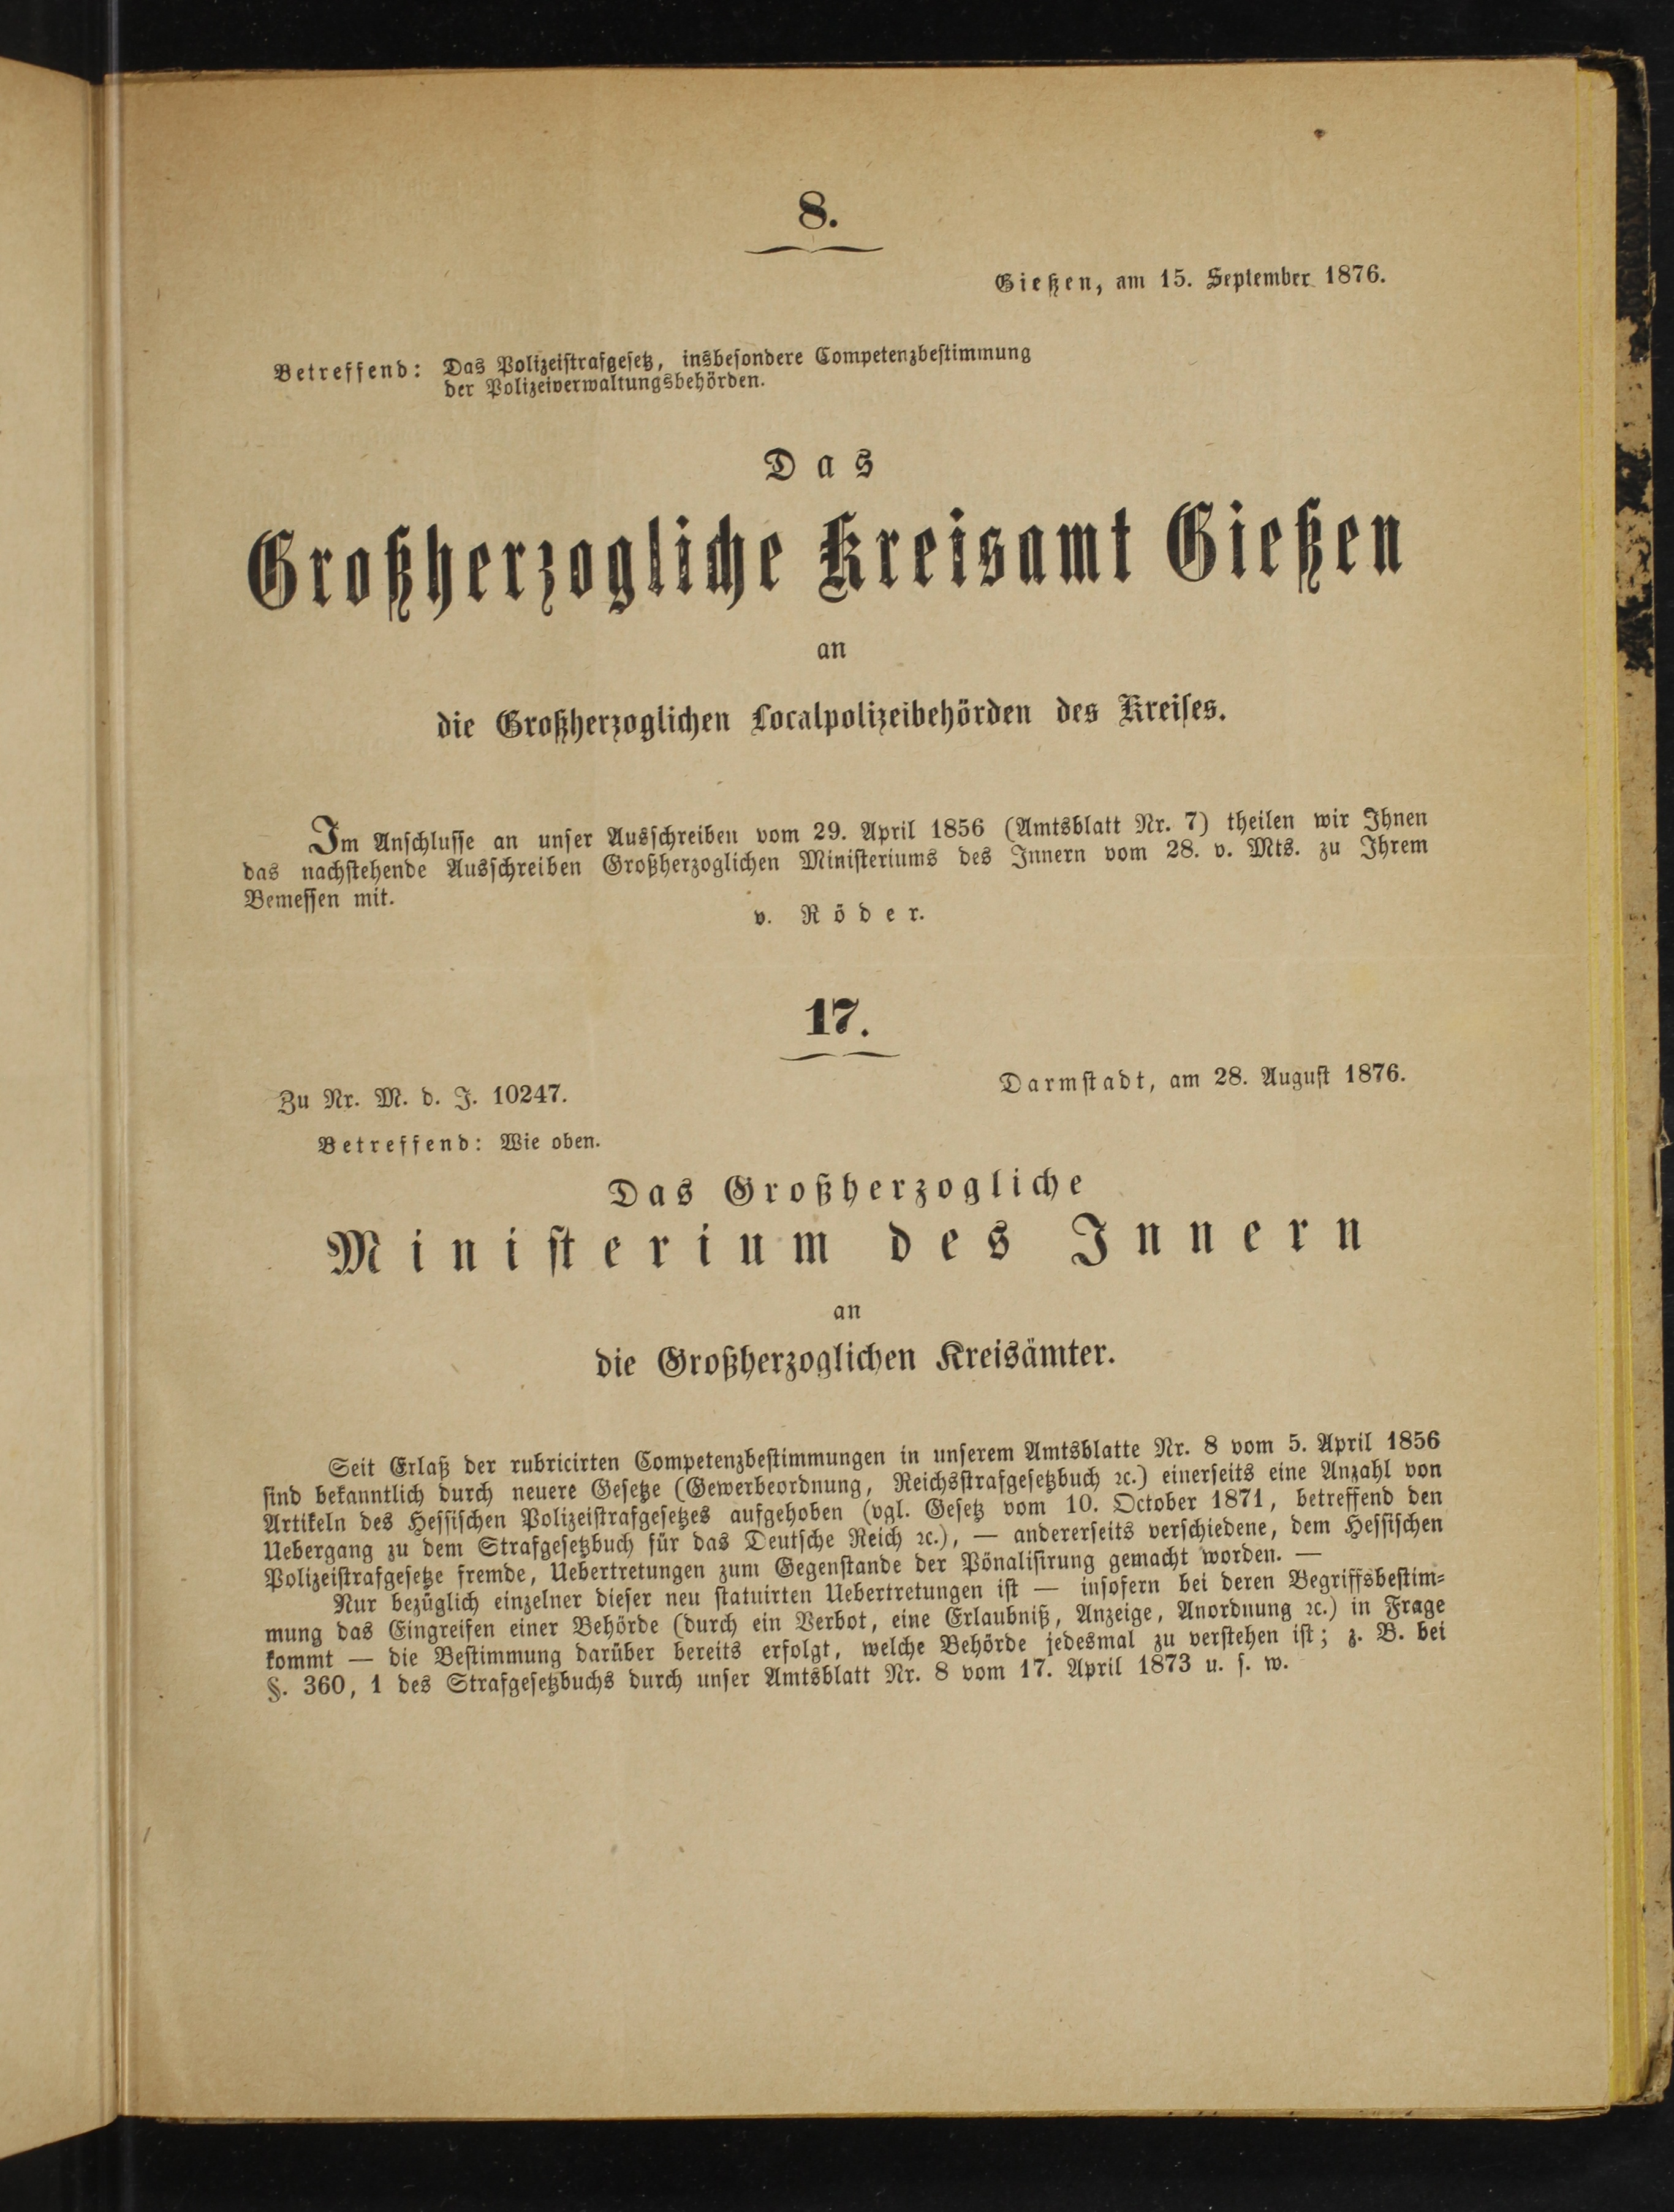 8.
Gießen, am 15. September 1876.
Betreffend: Das Polizeistrafgesetz, insbesondere Competenzbestimmung
der Polizeiverwaltungsbehörden.
Das
Großherzogliche Kreisamt Gießen
an
die Großherzoglichen Localpolizeibehörden des Kreises.
Im Anschlusse an unser Ausschreiben vom 29. April 1856 (Amtsblatt Nr. 7) theilen wir Ihnen
das nachstehende Ausschreiben Großherzoglichen Ministeriums des Innern vom 28. v. Mts. zu Ihrem
Bemessen mit.
v. Röder.
17.
Zu Nr. M. d. J. 10247.
Darmstadt, am 28. August 1876.
Betreffend: Wie oben.
Das Großherzogliche
Ministerium des Innern
an
die Großherzoglichen Kreisämter.
Seit Erlaß der rubricirten Competenzbestimmungen in unserem Amtsblatte Nr. 8 vom 5. April 1856
sind bekanntlich durch neuere Gesetze (Gewerbeordnung, Reichsstrafgesetzbuch ꝛc.) einerseits eine Anzahl von
Artikeln des Hessischen Polizeistrafgesetzes aufgehoben (vgl. Gesetz vom 10. October 1871, betreffend den
Uebergang zu dem Strafgesetzbuch für das Deutsche Reich ꝛc.), — andererseits verschiedene, dem Hessischen
Polizeistrafgesetze fremde, Uebertretungen zum Gegenstande der Pönalisirung gemacht worden. —
Nur bezüglich einzelner dieser neu statuirten Uebertretungen ist — insofern bei deren Begriffsbestim-
mung das Eingreifen einer Behörde (durch ein Verbot, eine Erlaubniß, Anzeige, Anordnung ꝛc.) in Frage
kommt — die Bestimmung darüber bereits erfolgt, welche Behörde jedesmal zu verstehen ist; z. B. bei
§. 360, 1 des Strafgesetzbuchs durch unser Amtsblatt Nr. 8 vom 17. April 1873 u. s. w.